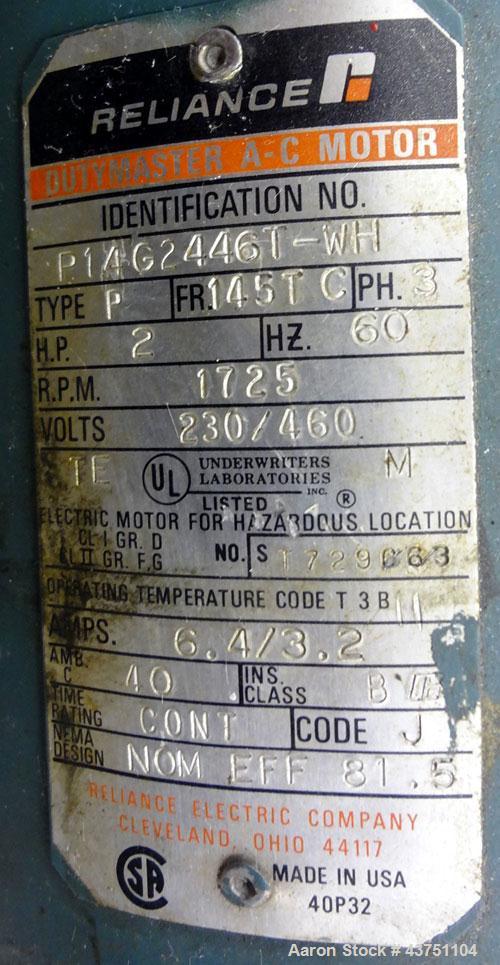 RELIANCE
DUTYMASTER A-C MOTOR
IDENTIFICATION NO.
P14G2446T-WH
TYPE P FR. 145TC PH. 3
H.P. 2 HZ. 60
R.P.M. 1725
VOLTS 230/460
TE UL UNDERWRITERS LABORATORIES INC. M
LISTED ®
ELECTRIC MOTOR FOR HAZARDOUS LOCATION
CL I GR. D
CL II GR. F,G NO. S
OPERATING TEMPERATURE CODE T 3 B
AMPS. 6.4/3.2
AMB. C 40 INS. CLASS B
TIME RATING CONT CODE J
NEMA DESIGN NOM EFF 81.5
RELIANCE ELECTRIC COMPANY
CLEVELAND, OHIO 44117
CSA MADE IN USA
40P32
Aaron Stock # 43751104